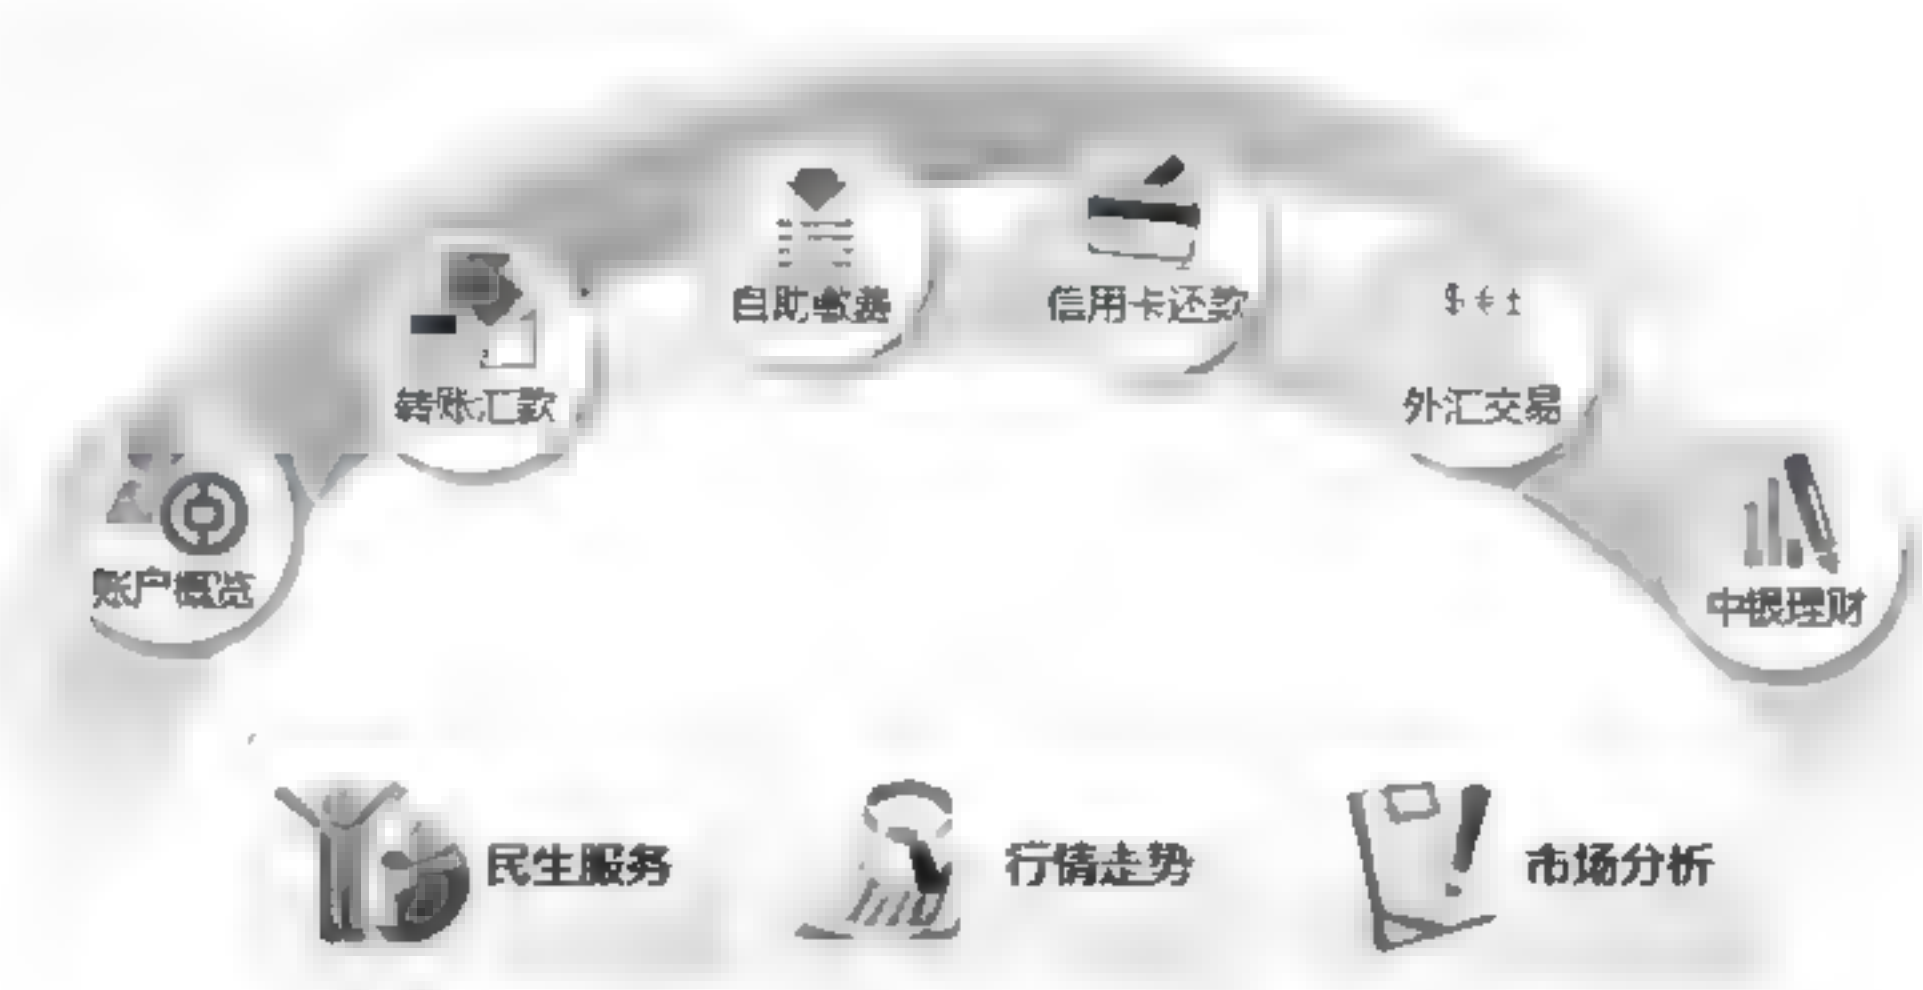 自助缴费
信用卡还款
$ € £
转账汇款
外汇交易
账户概览
中银理财
民生服务
行情走势
市场分析